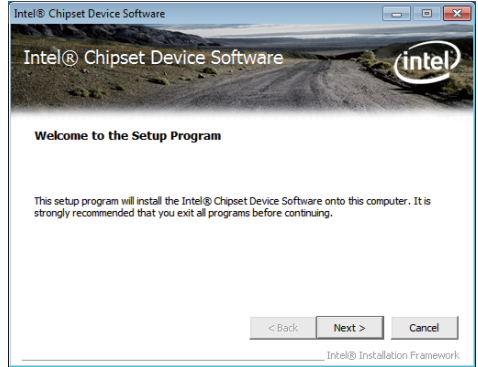 Intel® Chipset Device Software
Intel® Chipset Device Software
intel
Welcome to the Setup Program
This setup program will install the Intel® Chipset Device Software onto this computer. It is
strongly recommended that you exit all programs before continuing.
< Back Next > Cancel
Intel® Installation Framework